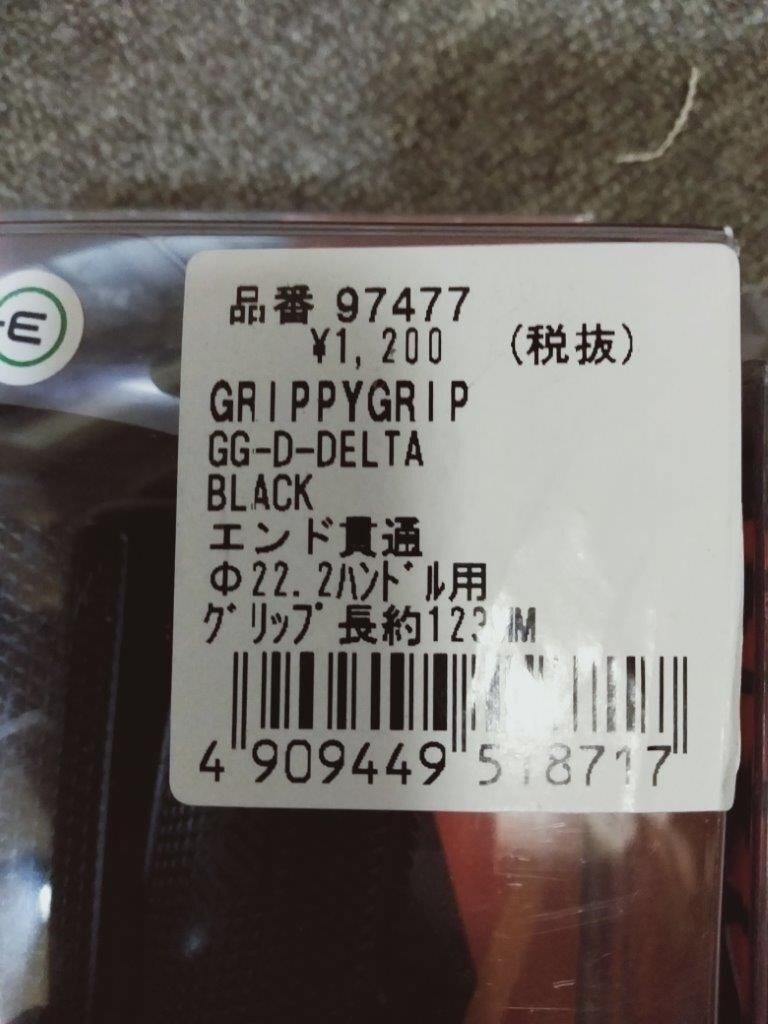 品番 97477
¥1,200 (税抜)
GRIPPYGRIP
GG-D-DELTA
BLACK
エンド貫通
Φ22.2ﾊﾝﾄﾞﾙ用
ｸﾞﾘｯﾌﾟ長約123MM
4 909449 518717